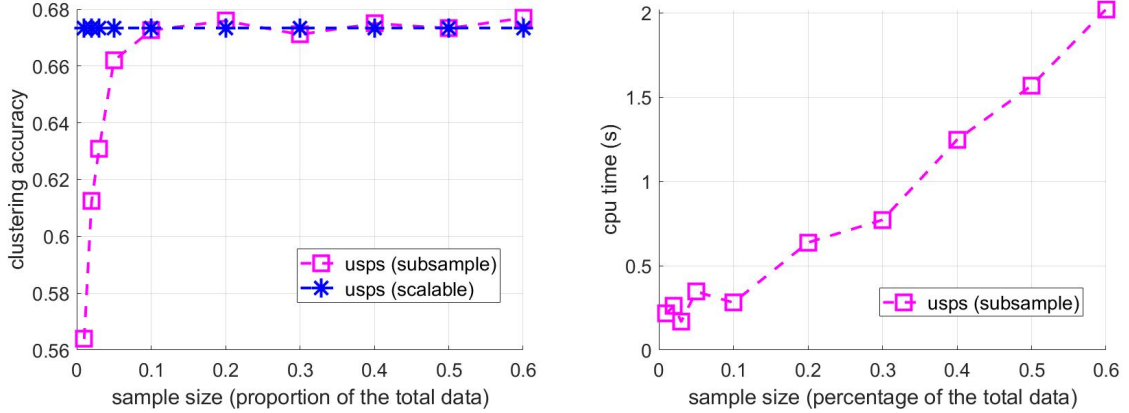 0.68
0.66
0.64
0.62
0.6
0.58
0.56
clustering accuracy
usps (subsample)
usps (scalable)
0 0.1 0.2 0.3 0.4 0.5 0.6
sample size (proportion of the total data)
2
1.5
1
0.5
0
cpu time (s)
usps (subsample)
0 0.1 0.2 0.3 0.4 0.5 0.6
sample size (percentage of the total data)